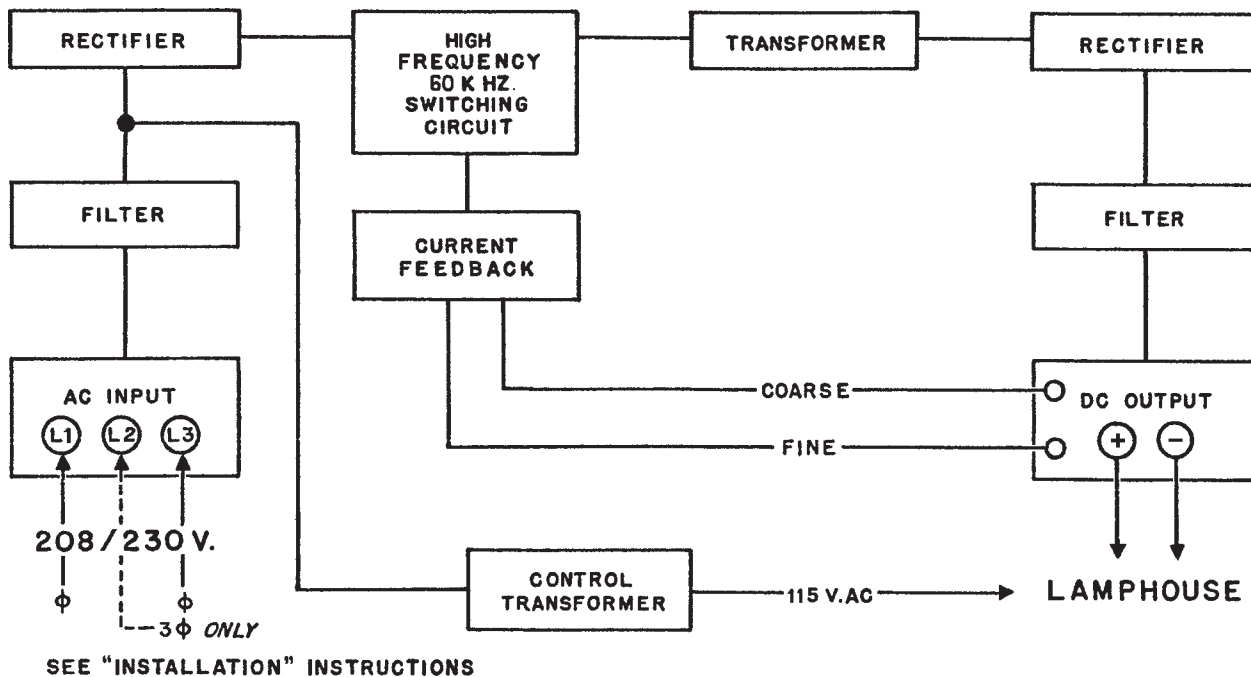 RECTIFIER
HIGH
FREQUENCY
60 K HZ.
SWITCHING
CIRCUIT
TRANSFORMER
RECTIFIER
FILTER
CURRENT
FEEDBACK
FILTER
AC INPUT
L1 L2 L3
COARSE
FINE
DC OUTPUT
+ −
208/230 V.
ϕ ϕ
3ϕ ONLY
CONTROL
TRANSFORMER
115 V. AC
LAMPHOUSE
SEE "INSTALLATION" INSTRUCTIONS